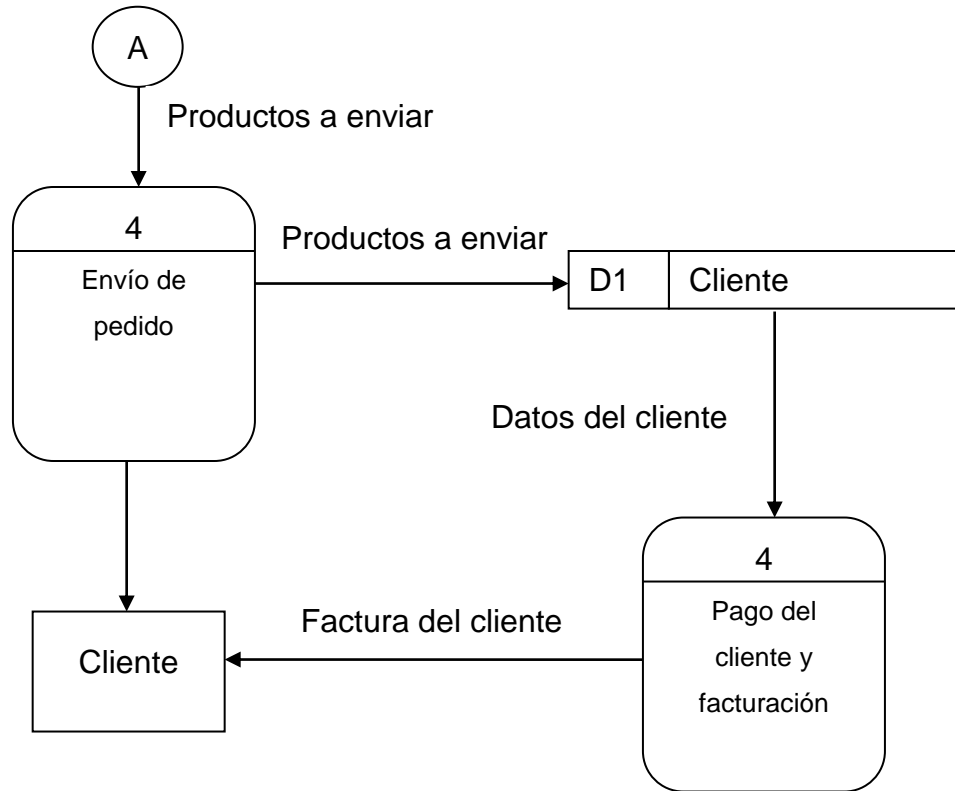 A
Productos a enviar
4
Envío de
pedido
Productos a enviar
D1
Cliente
Datos del cliente
4
Pago del
cliente y
facturación
Factura del cliente
Cliente